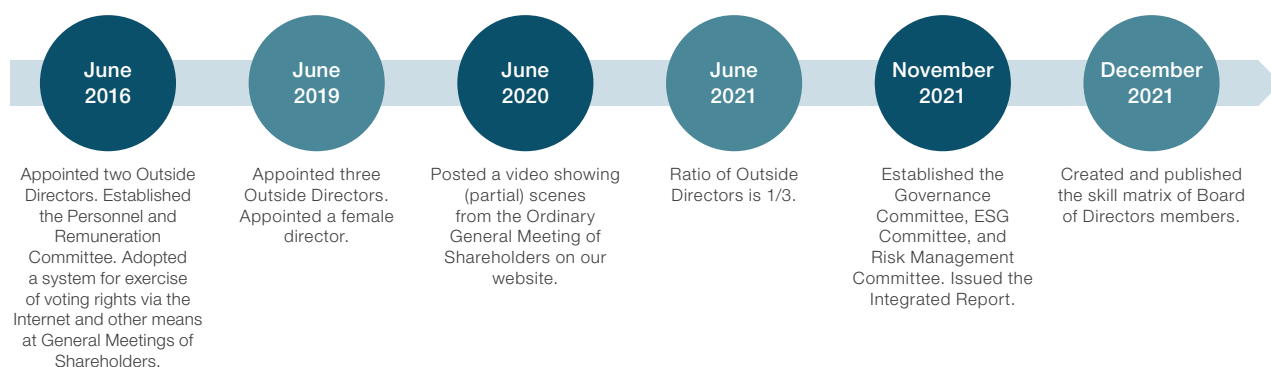 June
2016
Appointed two Outside
Directors. Established
the Personnel and
Remuneration
Committee. Adopted
a system for exercise
of voting rights via the
Internet and other means
at General Meetings of
Shareholders.
June
2019
Appointed three
Outside Directors.
Appointed a female
director.
June
2020
Posted a video showing
(partial) scenes
from the Ordinary
General Meeting of
Shareholders on our
website.
June
2021
Ratio of Outside
Directors is 1/3.
November
2021
Established the
Governance
Committee, ESG
Committee, and
Risk Management
Committee. Issued the
Integrated Report.
December
2021
Created and published
the skill matrix of Board
of Directors members.